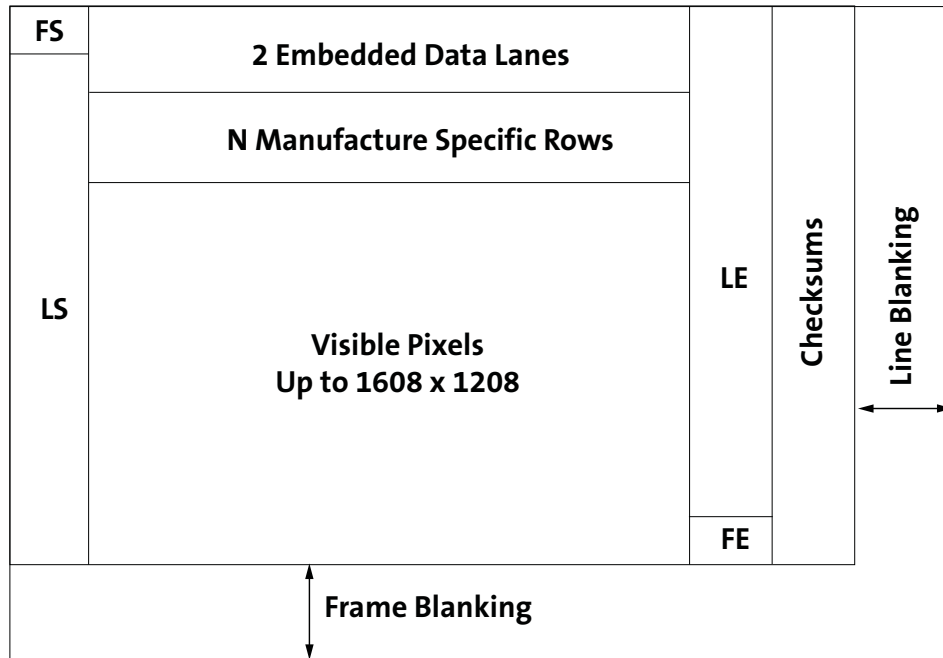 FS
2 Embedded Data Lanes
N Manufacture Specific Rows
LS
Visible Pixels
Up to 1608 x 1208
LE
Checksums
Line Blanking
FE
Frame Blanking